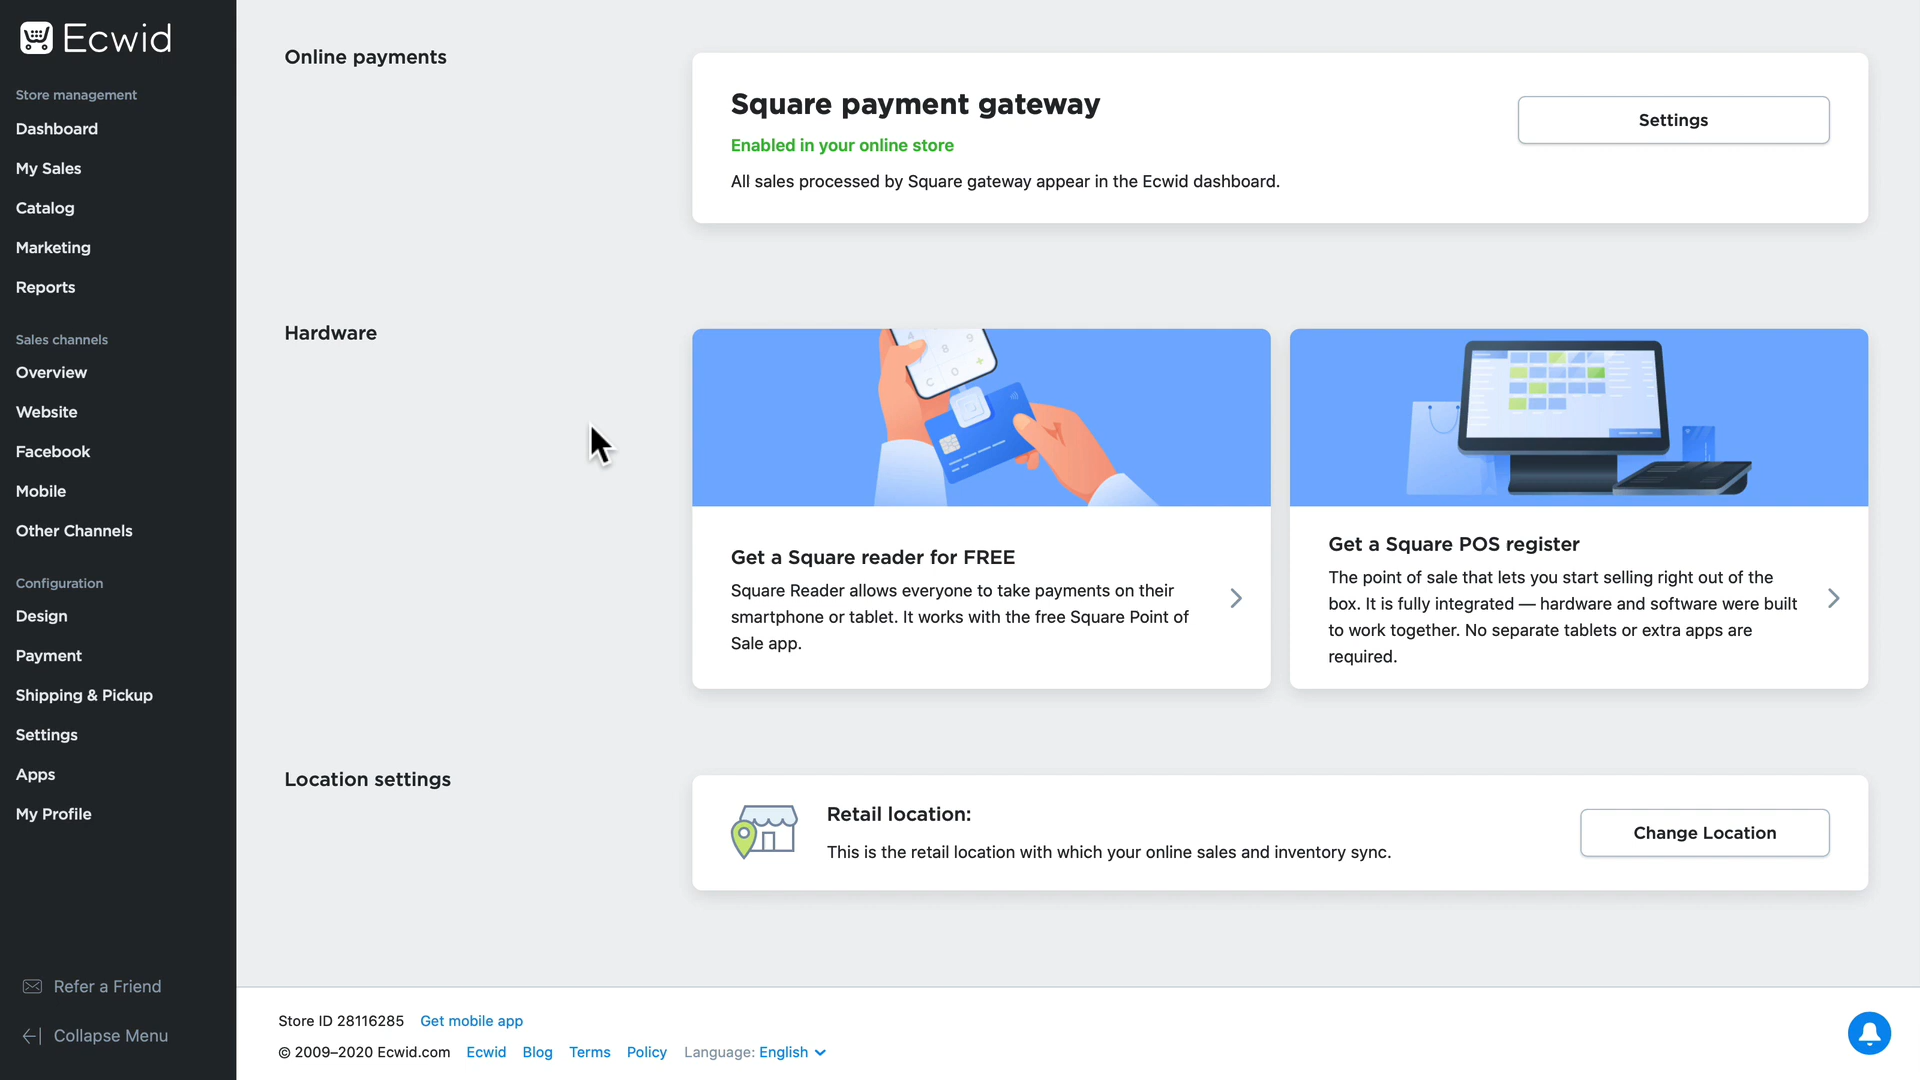 Ecwid
Store management
Dashboard
My Sales
Catalog
Marketing
Reports
Sales channels
Overview
Website
Facebook
Mobile
Other Channels
Configuration
Design
Payment
Shipping & Pickup
Settings
Apps
My Profile
Refer a Friend
Collapse Menu
Online payments
Square payment gateway
Enabled in your online store
All sales processed by Square gateway appear in the Ecwid dashboard.
Settings
Hardware
4
8 9
C 0 +
Get a Square reader for FREE
Square Reader allows everyone to take payments on their
smartphone or tablet. It works with the free Square Point of
Sale app.
Get a Square POS register
The point of sale that lets you start selling right out of the
box. It is fully integrated — hardware and software were built
to work together. No separate tablets or extra apps are
required.
Location settings
Retail location:
This is the retail location with which your online sales and inventory sync.
Change Location
Store ID 28116285 Get mobile app
© 2009–2020 Ecwid.com Ecwid Blog Terms Policy Language: English